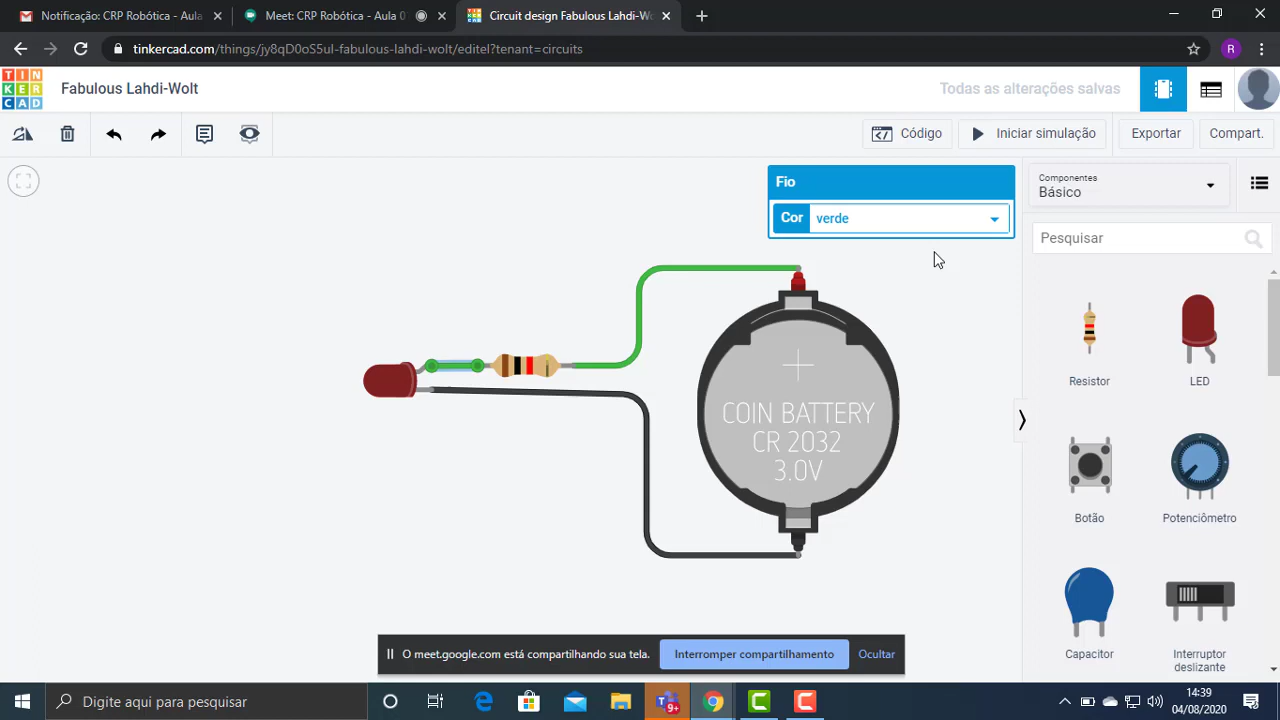 Notificação: CRP Robótica - Aula
Meet: CRP Robótica - Aula 0
Circuit design Fabulous Lahdi-Wo
tinkercad.com/things/jy8qD0oS5ul-fabulous-lahdi-wolt/editel?tenant=circuits
R
TIN
KER
CAD
Fabulous Lahdi-Wolt
Todas as alterações salvas
Código
Iniciar simulação
Exportar
Compart.
Fio
Cor
verde
Componentes
Básico
Pesquisar
Resistor
LED
Botão
Potenciômetro
Capacitor
Interruptor
deslizante
COIN BATTERY
CR 2032
3.0V
O meet.google.com está compartilhando sua tela.
Interromper compartilhamento
Ocultar
Digite aqui para pesquisar
9+
14:39
04/08/2020